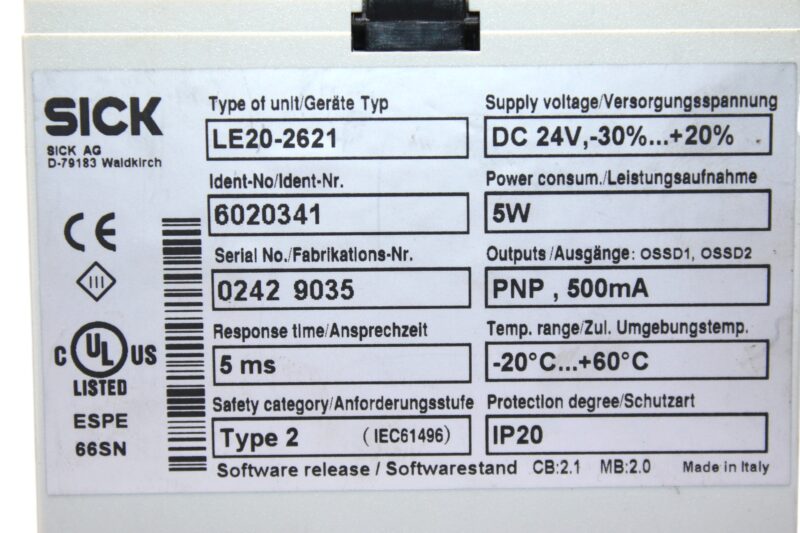 SICK
SICK AG
D-79183 Waldkirch
Type of unit/Geräte Typ
LE20-2621
Ident-No/Ident-Nr.
6020341
Serial No./Fabrikations-Nr.
0242 9035
Response time/Ansprechzeit
5 ms
Safety category/Anforderungsstufe
Type 2 (IEC61496)
Supply voltage/Versorgungsspannung
DC 24V,-30%...+20%
Power consum./Leistungsaufnahme
5W
Outputs/Ausgänge: OSSD1, OSSD2
PNP , 500mA
Temp. range/Zul. Umgebungstemp.
-20°C...+60°C
Protection degree/Schutzart
IP20
CE
III
C UL US
LISTED
ESPE
66SN
Software release / Softwarestand CB:2.1 MB:2.0 Made in Italy